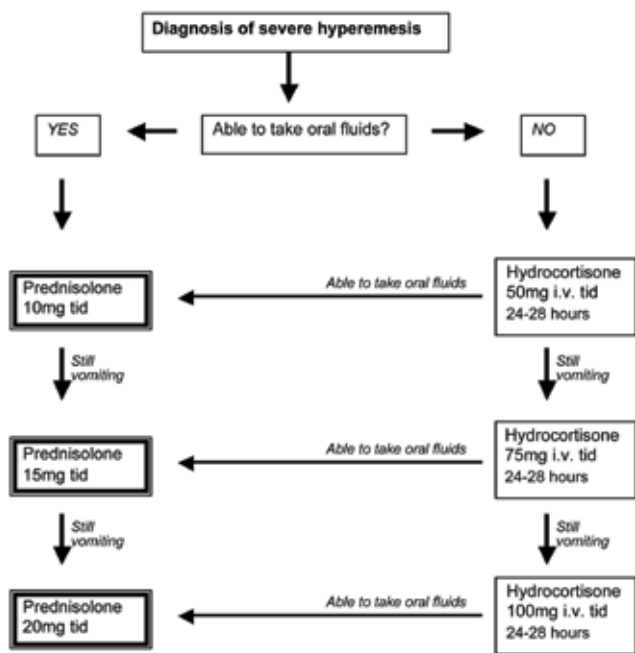 Diagnosis of severe hyperemesis
YES
Able to take oral fluids?
NO
Prednisolone
10mg tid
Able to take oral fluids
Hydrocortisone
50mg i.v. tid
24-28 hours
Still
vomiting
Still
vomiting
Prednisolone
15mg tid
Able to take oral fluids
Hydrocortisone
75mg i.v. tid
24-28 hours
Still
vomiting
Still
vomiting
Prednisolone
20mg tid
Able to take oral fluids
Hydrocortisone
100mg i.v. tid
24-28 hours